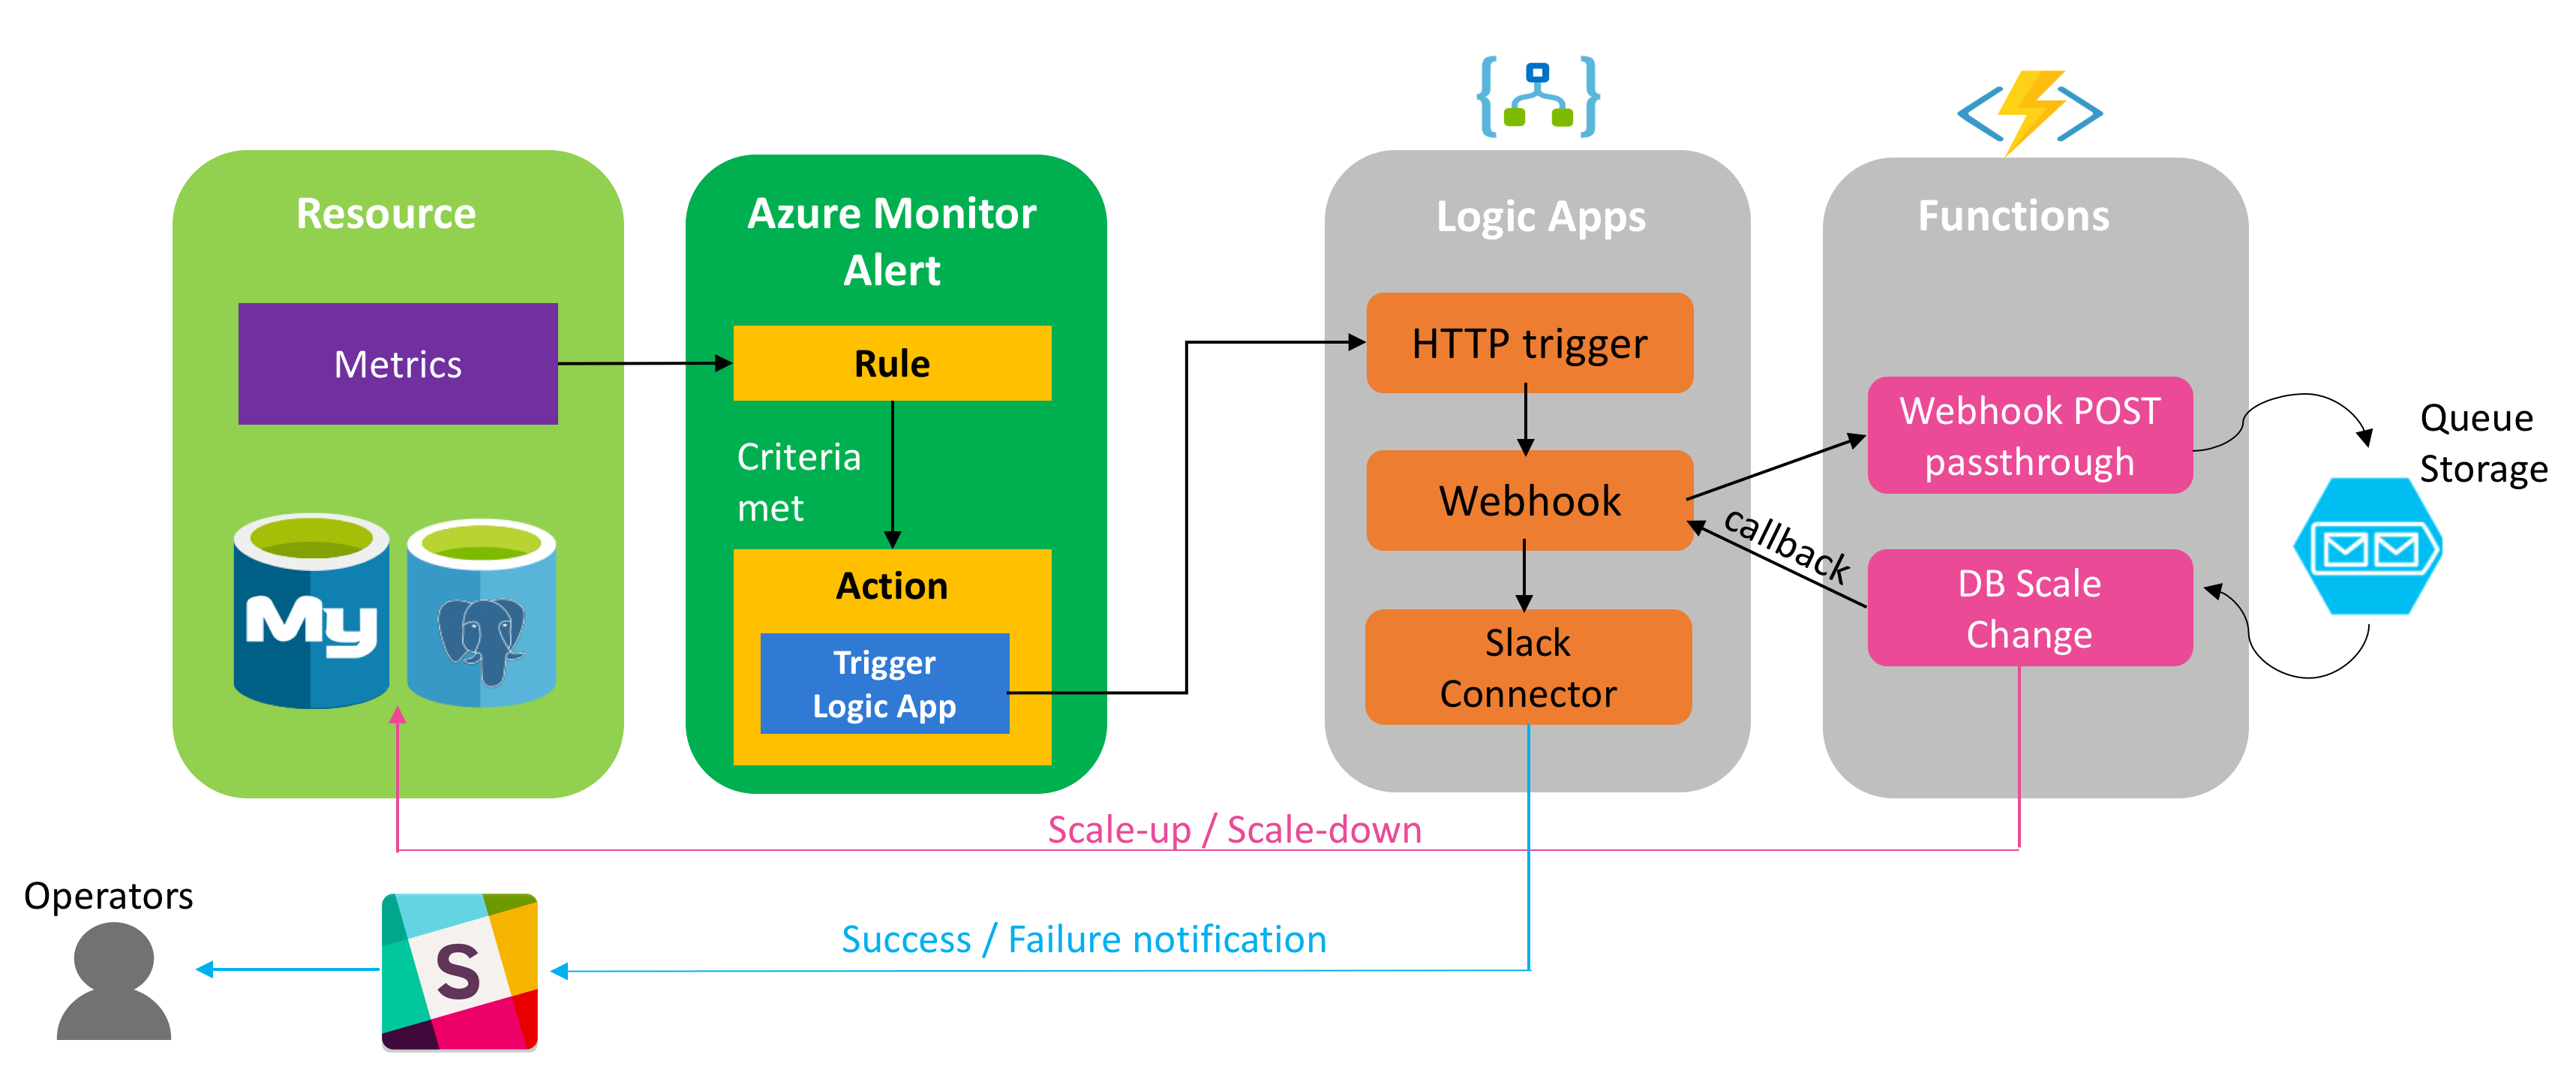 Resource
Metrics
My
Azure Monitor
Alert
Rule
Criteria
met
Action
Trigger
Logic App
Logic Apps
HTTP trigger
Webhook
Slack
Connector
callback
Functions
Webhook POST
passthrough
DB Scale
Change
Queue
Storage
Scale-up / Scale-down
Operators
S
Success / Failure notification